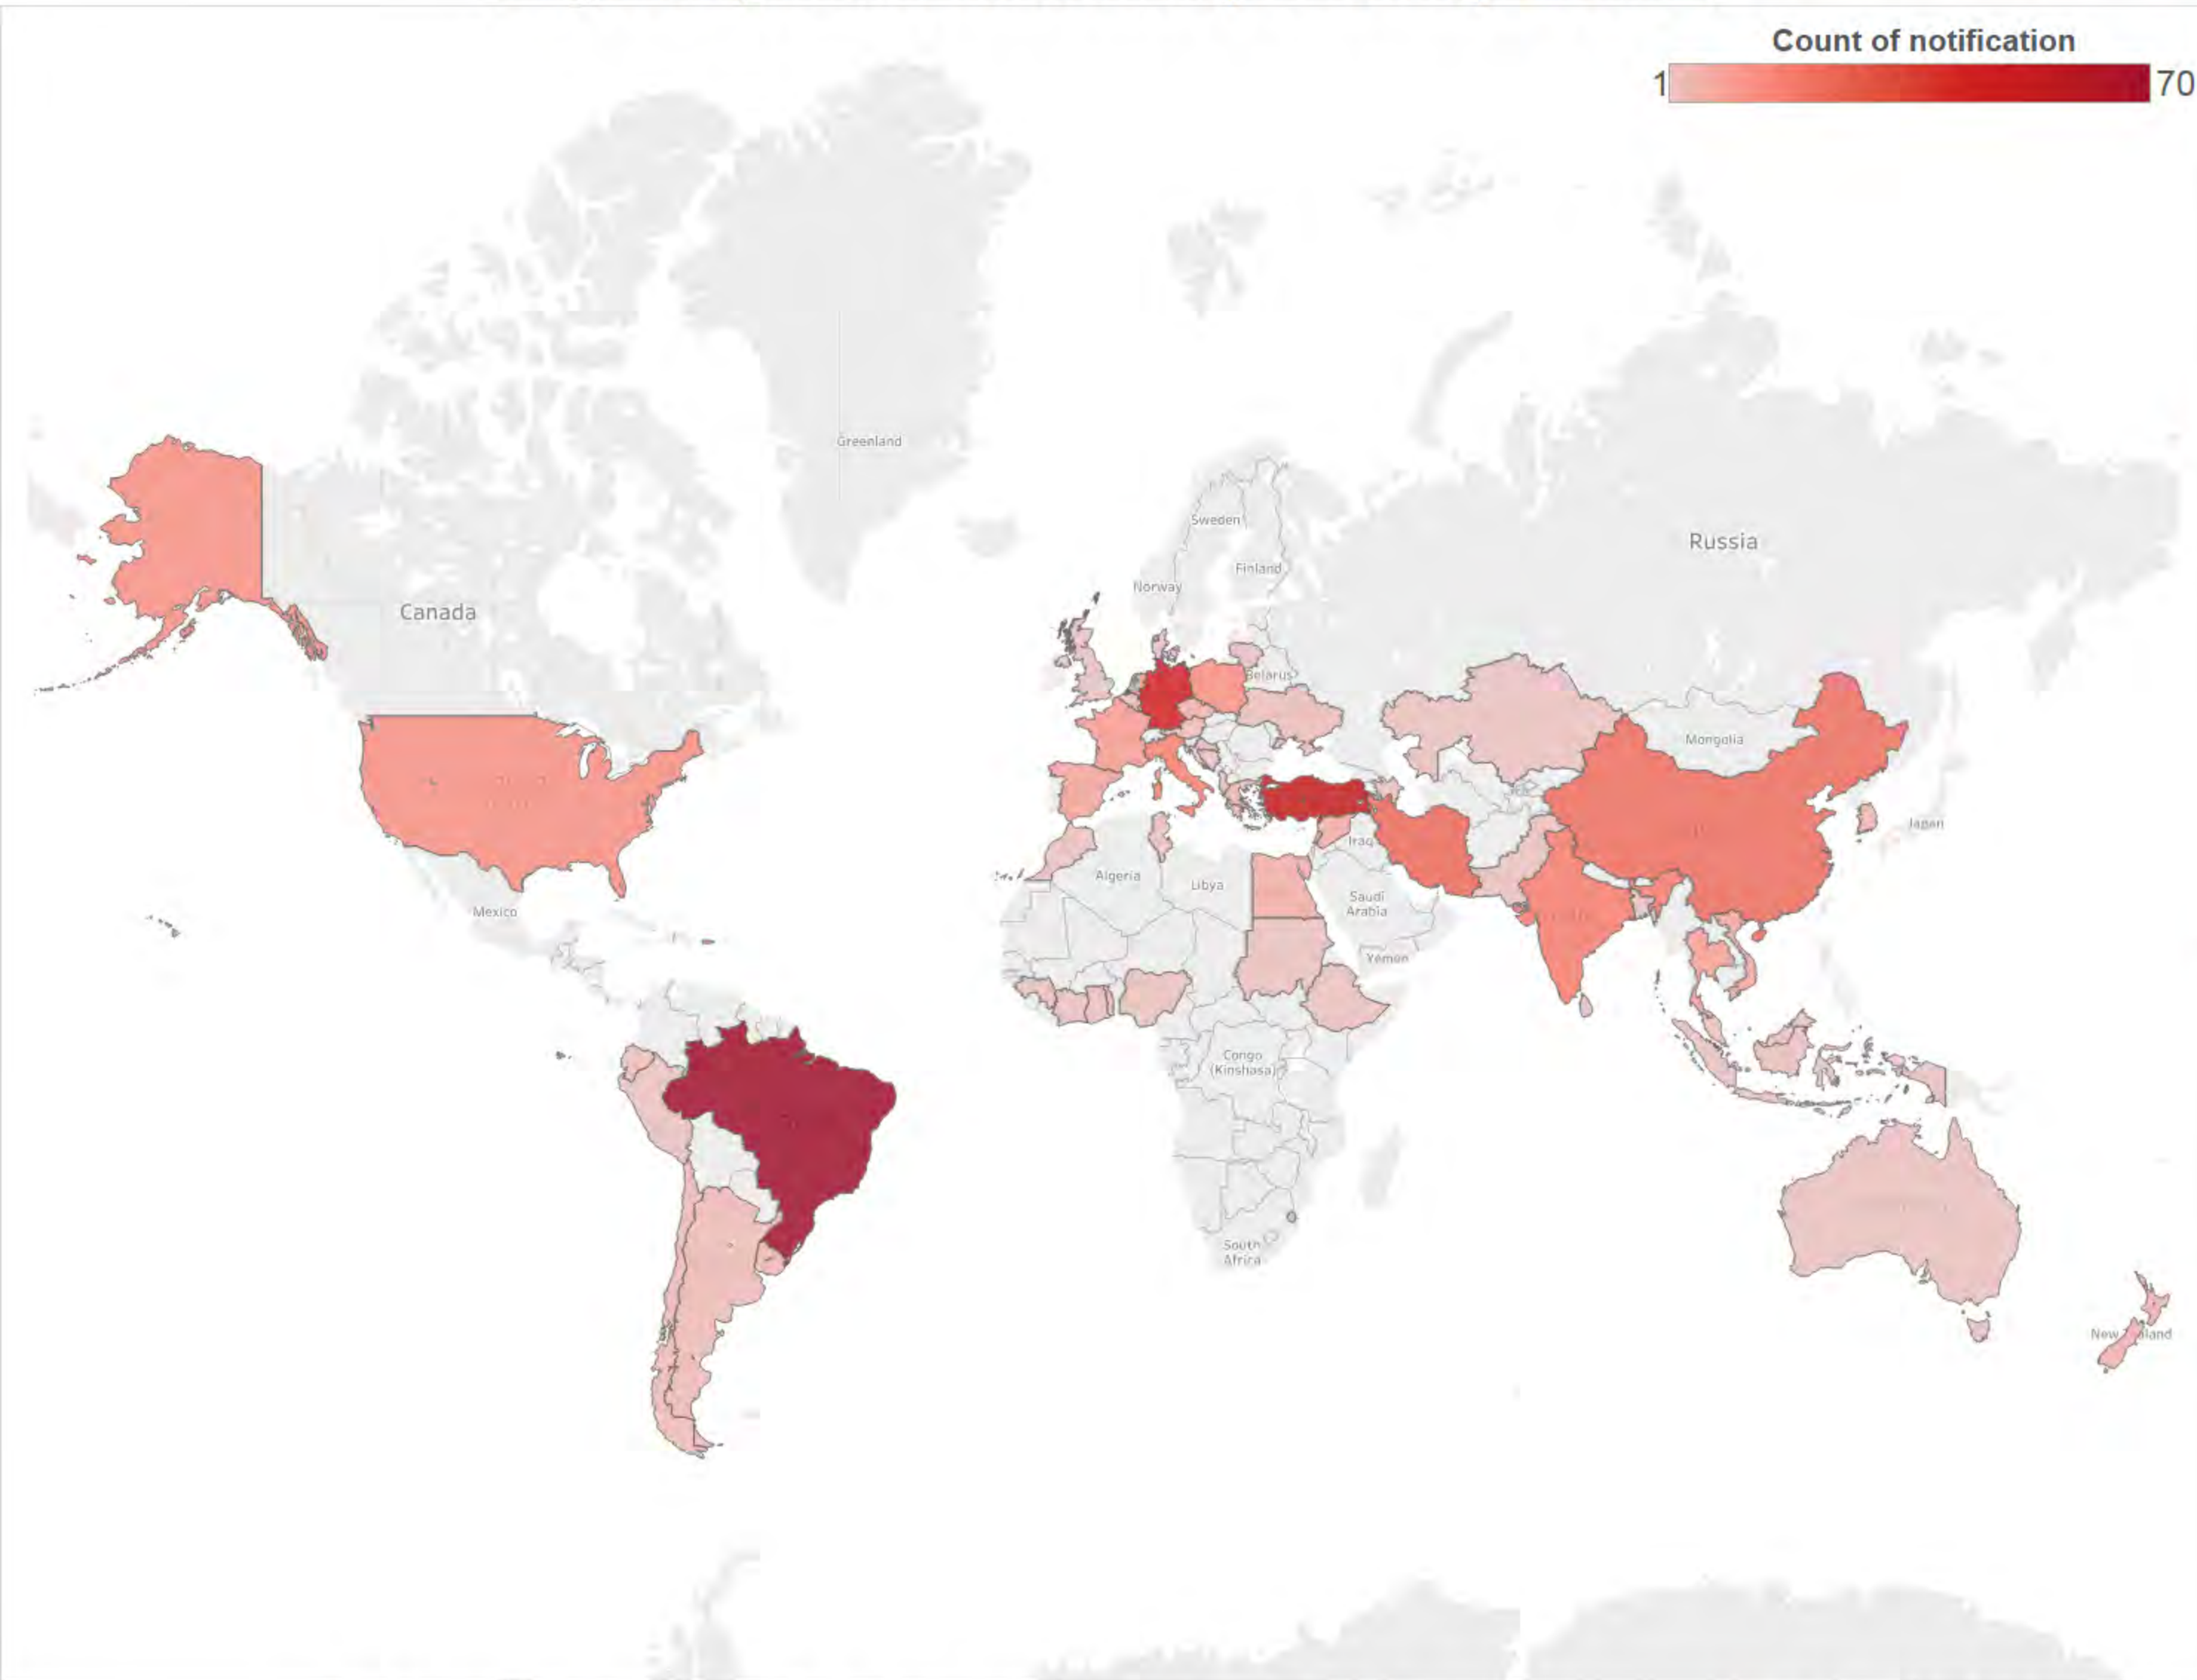 Count of notification
1
70
Greenland
Sweden
Russia
Finland
Norway
Canada
Belarus
Mongolia
Japan
Iraq
Algeria
Libya
Saudi
Arabia
Mexico
Yemen
Congo
(Kinshasa)
South
Africa
New